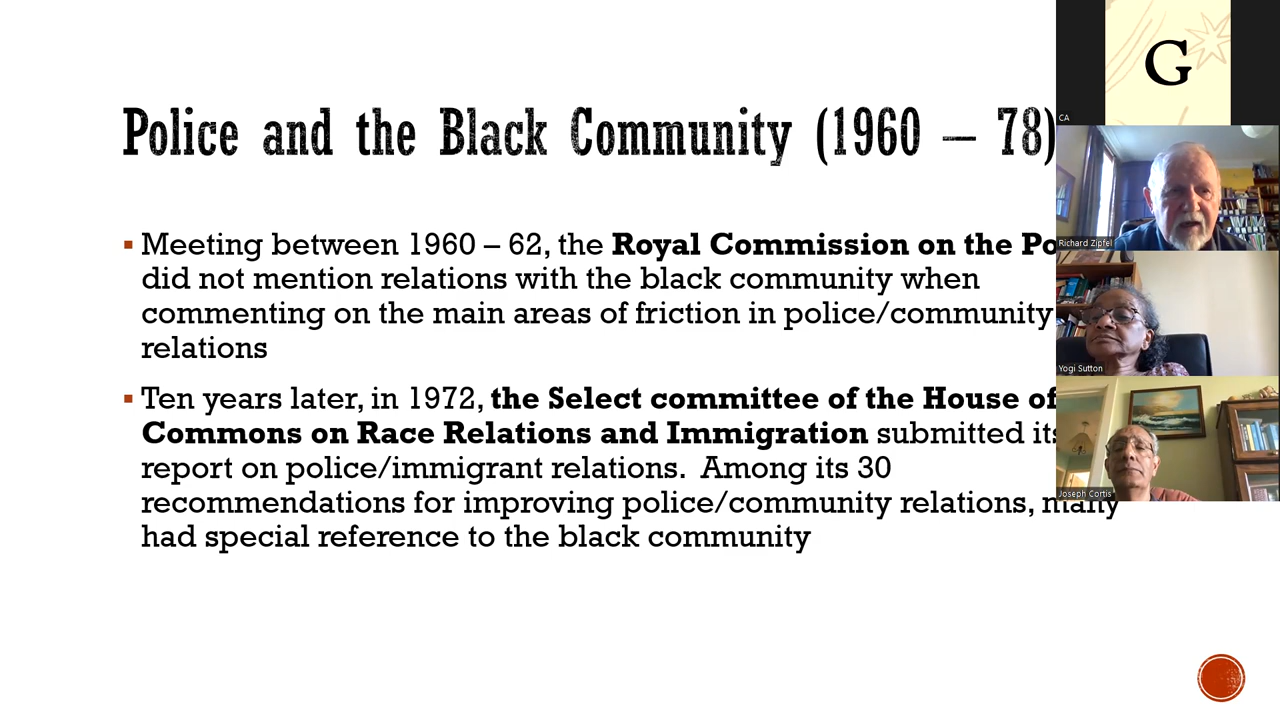 Police and the Black Community (1960 – 78)
Meeting between 1960 – 62, the Royal Commission on the
did not mention relations with the black community when
commenting on the main areas of friction in police/community
relations
Ten years later, in 1972, the Select committee of the House of
Commons on Race Relations and Immigration submitted its
report on police/immigrant relations. Among its 30
recommendations for improving police/community relations, many
had special reference to the black community
G
CA
Richard Zipfel
Yogi Sutton
Joseph Cortis